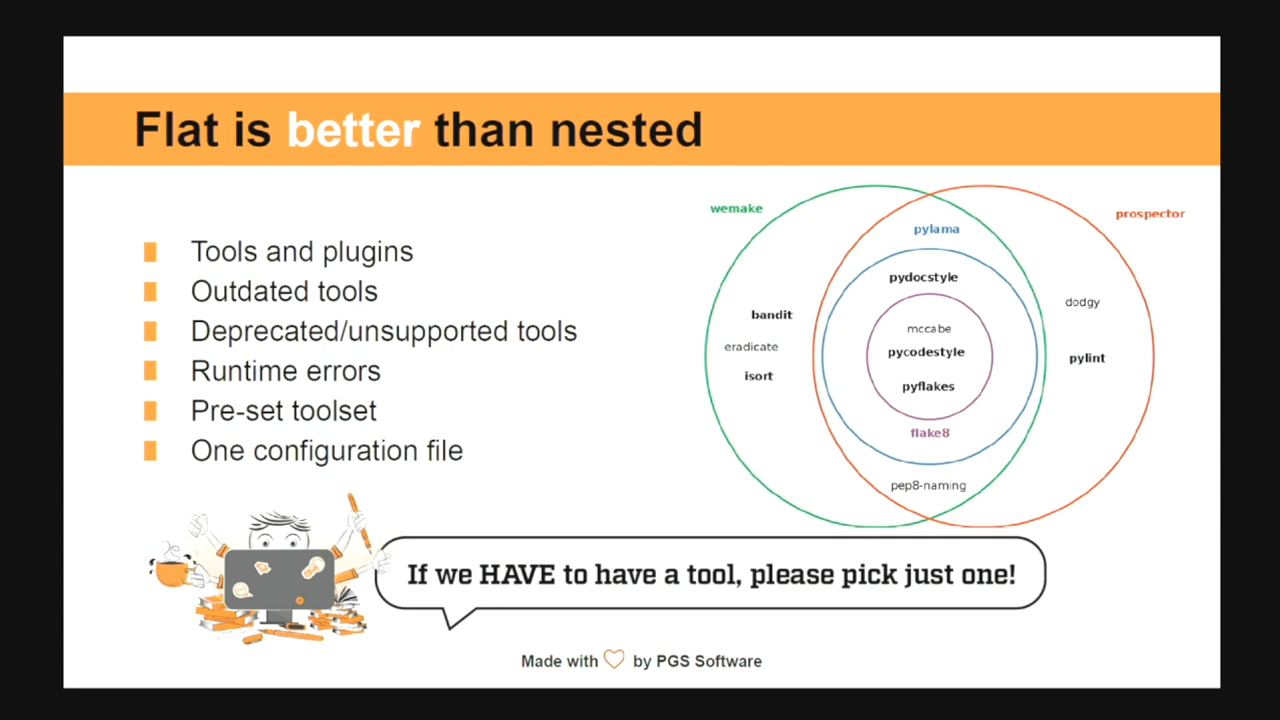 Flat is better than nested
Tools and plugins
Outdated tools
Deprecated/unsupported tools
Runtime errors
Pre-set toolset
One configuration file
wemake
prospector
pylama
pydocstyle
bandit
eradicate
isort
mccabe
pycodestyle
pyflakes
flake8
pep8-naming
dodgy
pylint
If we HAVE to have a tool, please pick just one!
Made with by PGS Software